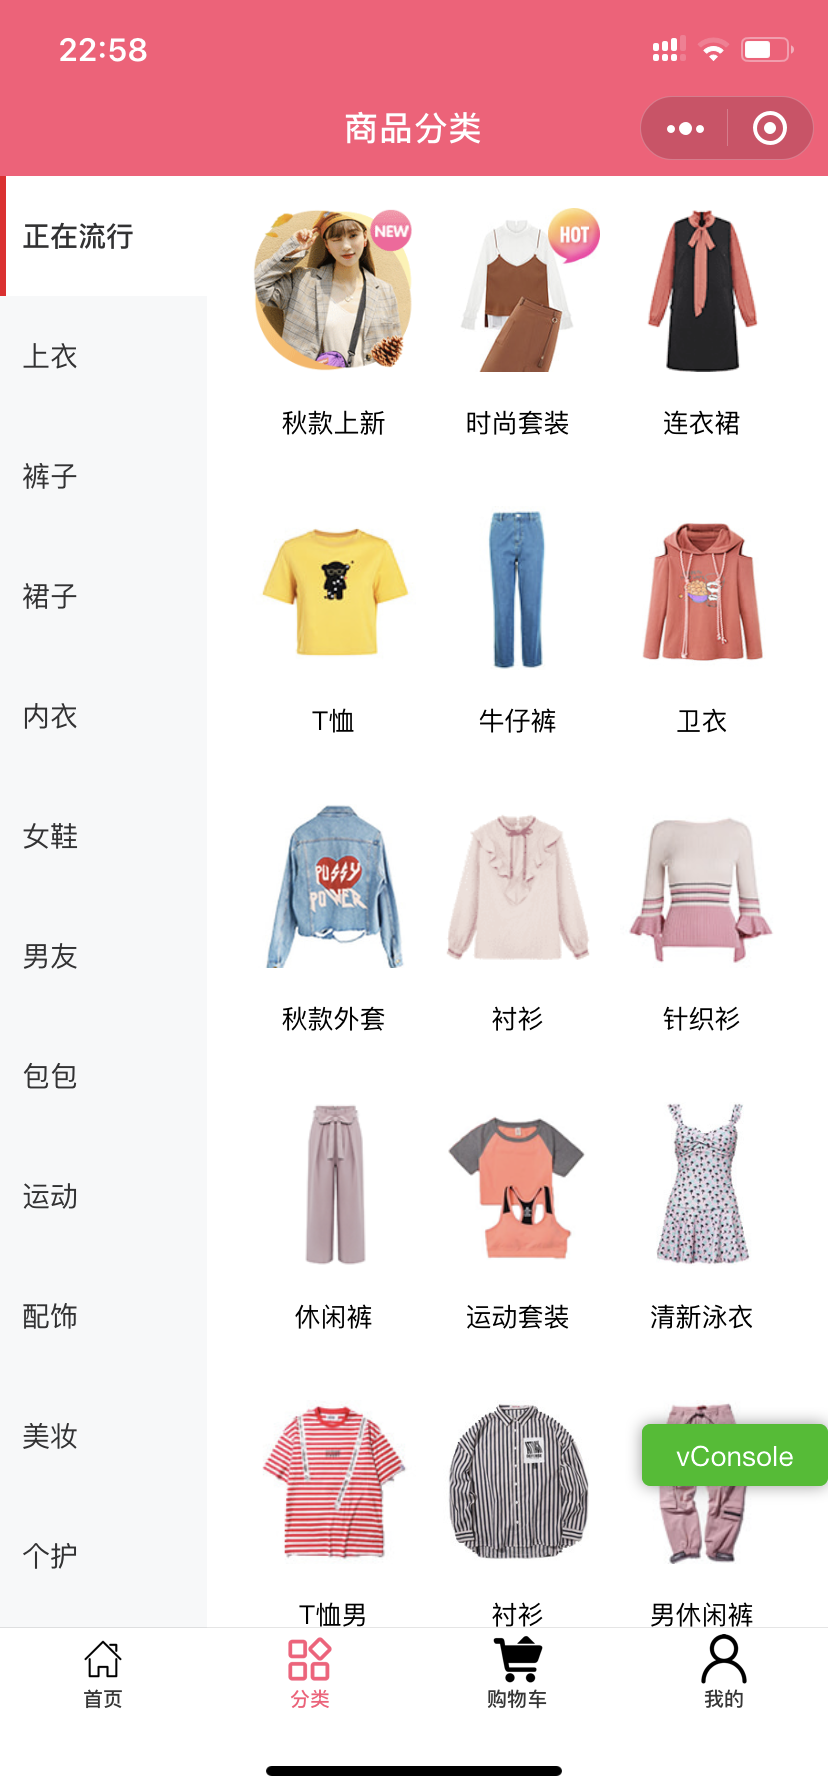 22:58
商品分类
正在流行
上衣
裤子
裙子
内衣
女鞋
男友
包包
运动
配饰
美妆
个护
NEW
HOT
秋款上新
时尚套装
连衣裙
T恤
牛仔裤
卫衣
PUSSY
POWER
秋款外套
衬衫
针织衫
休闲裤
运动套装
清新泳衣
vConsole
T恤男
衬衫
男休闲裤
首页
分类
购物车
我的